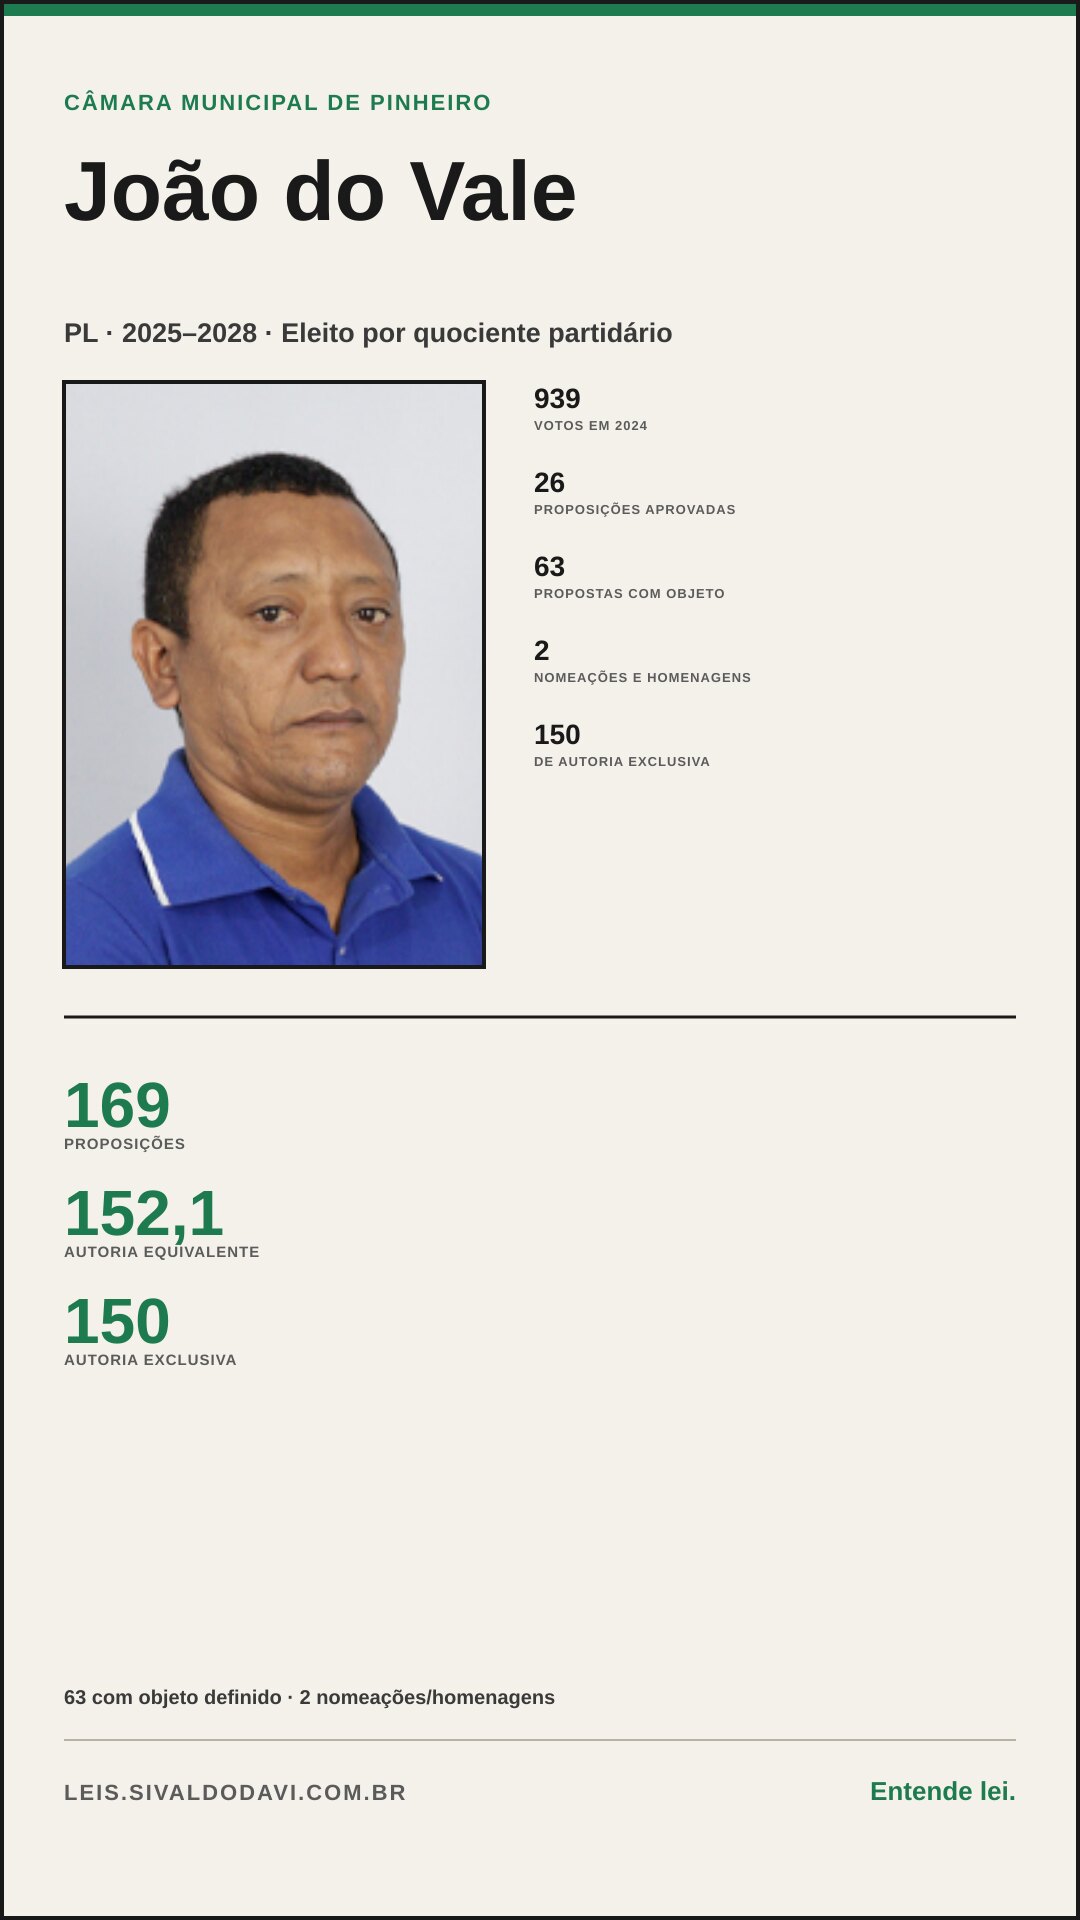 CÂMARA MUNICIPAL DE PINHEIRO
João do Vale
PL · 2025–2028 · Eleito por quociente partidário
939
VOTOS EM 2024
26
PROPOSIÇÕES APROVADAS
63
PROPOSTAS COM OBJETO
2
NOMEAÇÕES E HOMENAGENS
150
DE AUTORIA EXCLUSIVA
169
PROPOSIÇÕES
152,1
AUTORIA EQUIVALENTE
150
AUTORIA EXCLUSIVA
63 com objeto definido · 2 nomeações/homenagens
LEIS.SIVALDODAVI.COM.BR
Entende lei.